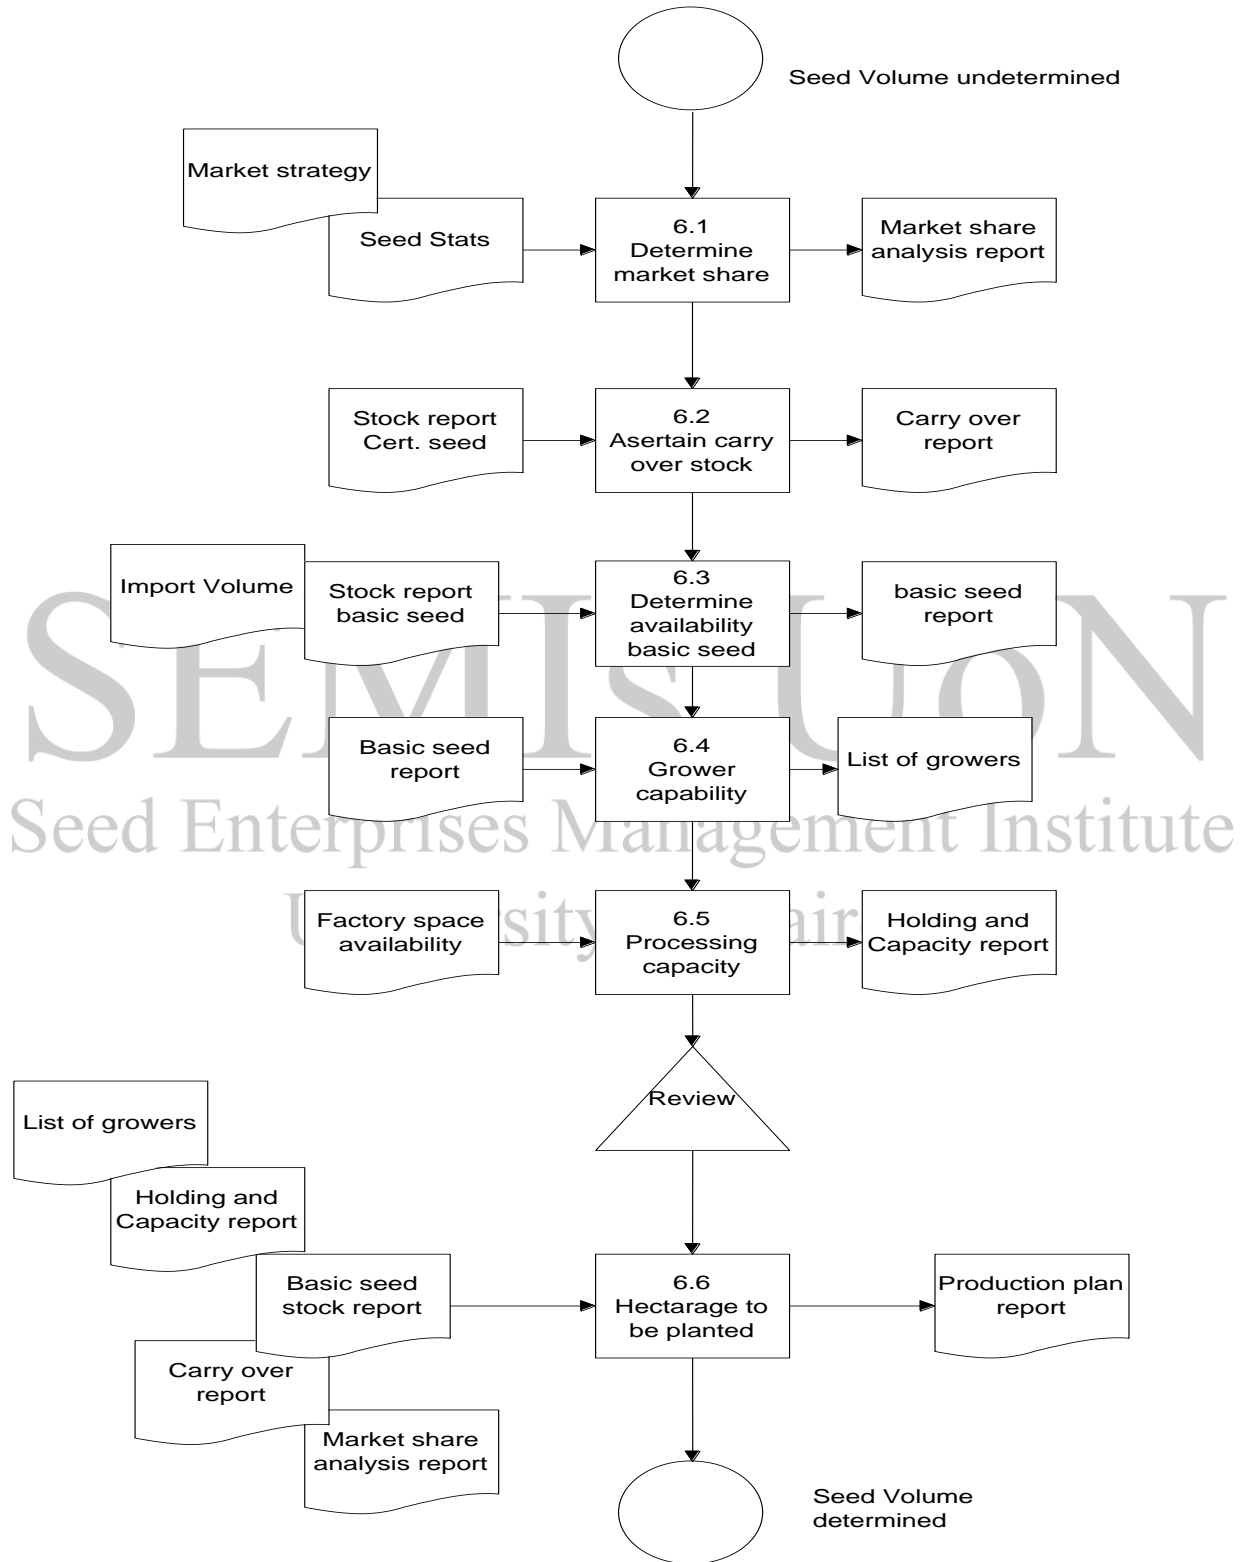 Seed Volume undetermined
Market strategy
Seed Stats
6.1
Determine
market share
Market share
analysis report
Stock report
Cert. seed
6.2
Asertain carry
over stock
Carry over
report
Import Volume
Stock report
basic seed
6.3
Determine
availability
basic seed
basic seed
report
SEMIs UoN
Basic seed
report
6.4
Grower
capability
List of growers
Seed Enterprises Management Institute
Factory space
availability
6.5
Processing
capacity
Holding and
Capacity report
Review
List of growers
Holding and
Capacity report
Basic seed
stock report
6.6
Hectarage to
be planted
Production plan
report
Carry over
report
Market share
analysis report
Seed Volume
determined